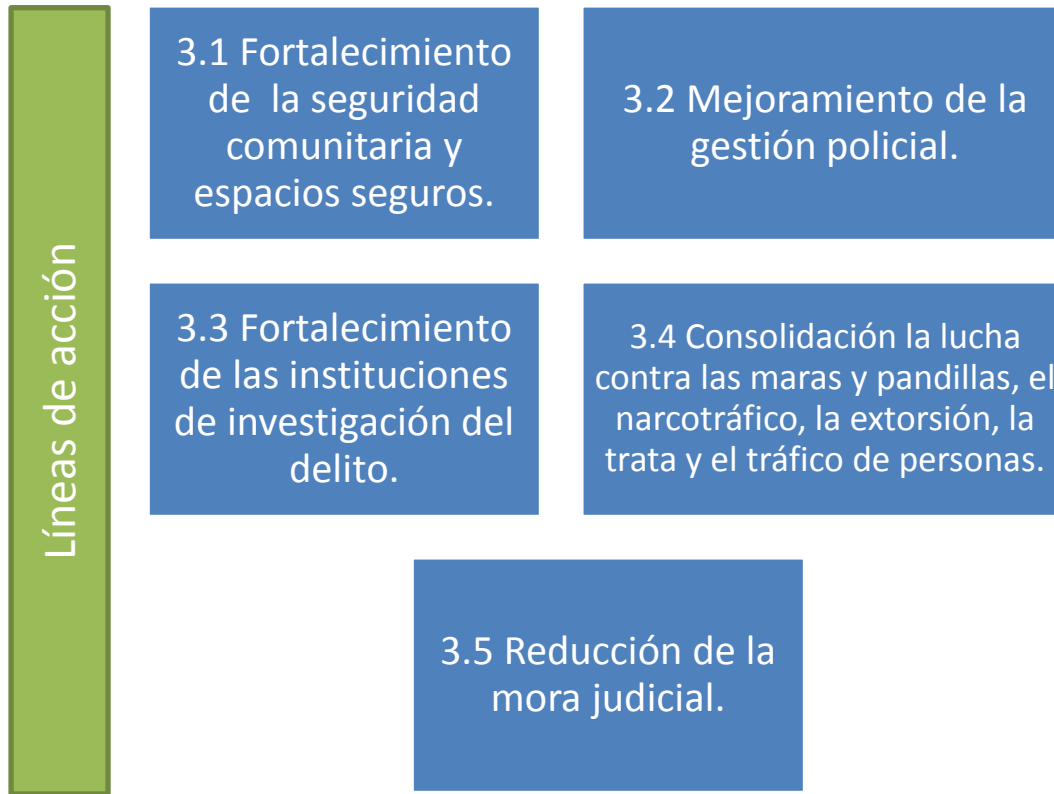 Líneas de acción
3.1 Fortalecimiento
de la seguridad
comunitaria y
espacios seguros.
3.2 Mejoramiento de la
gestión policial.
3.3 Fortalecimiento
de las instituciones
de investigación del
delito.
3.4 Consolidación la lucha
contra las maras y pandillas, el
narcotráfico, la extorsión, la
trata y el tráfico de personas.
3.5 Reducción de la
mora judicial.